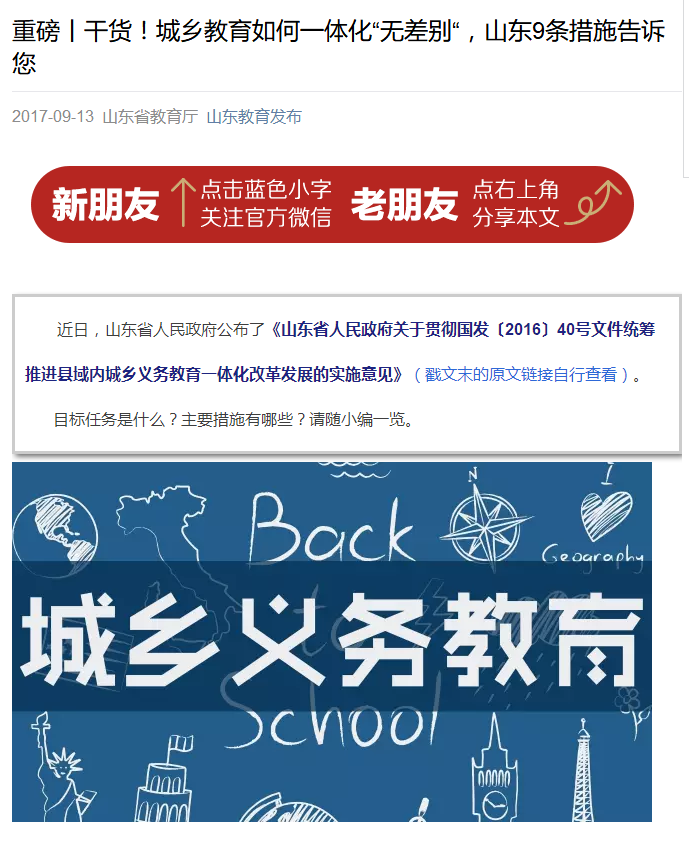 重磅丨干货！城乡教育如何一体化“无差别“，山东9条措施告诉
您
2017-09-13 山东省教育厅 山东教育发布
新朋友 点击蓝色小字 老朋友 点右上角
关注官方微信 分享本文
近日，山东省人民政府公布了《山东省人民政府关于贯彻国发〔2016〕40号文件统筹
推进县域内城乡义务教育一体化改革发展的实施意见》（戳文末的原文链接自行查看）。
目标任务是什么？主要措施有哪些？请随小编一览。
N
I
Back
Geography
to
城乡义务教育
School